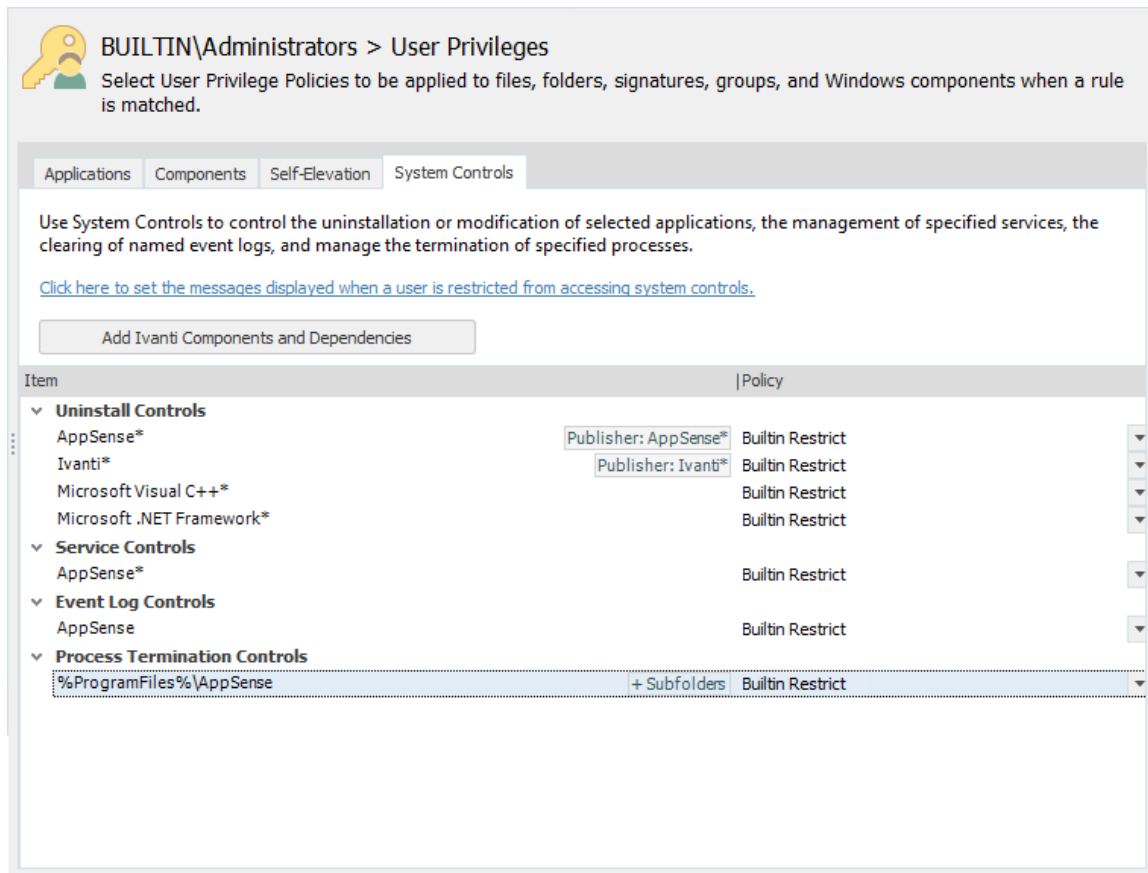 BUILTIN\Administrators > User Privileges
Select User Privilege Policies to be applied to files, folders, signatures, groups, and Windows components when a rule
is matched.
Applications Components Self-Elevation System Controls
Use System Controls to control the uninstallation or modification of selected applications, the management of specified services, the
clearing of named event logs, and manage the termination of specified processes.
Click here to set the messages displayed when a user is restricted from accessing system controls.
Add Ivanti Components and Dependencies
Item Policy
Uninstall Controls
AppSense* Publisher: AppSense* Builtin Restrict
Ivanti* Publisher: Ivanti* Builtin Restrict
Microsoft Visual C++* Builtin Restrict
Microsoft .NET Framework* Builtin Restrict
Service Controls
AppSense* Builtin Restrict
Event Log Controls
AppSense Builtin Restrict
Process Termination Controls
%ProgramFiles%\AppSense + Subfolders Builtin Restrict